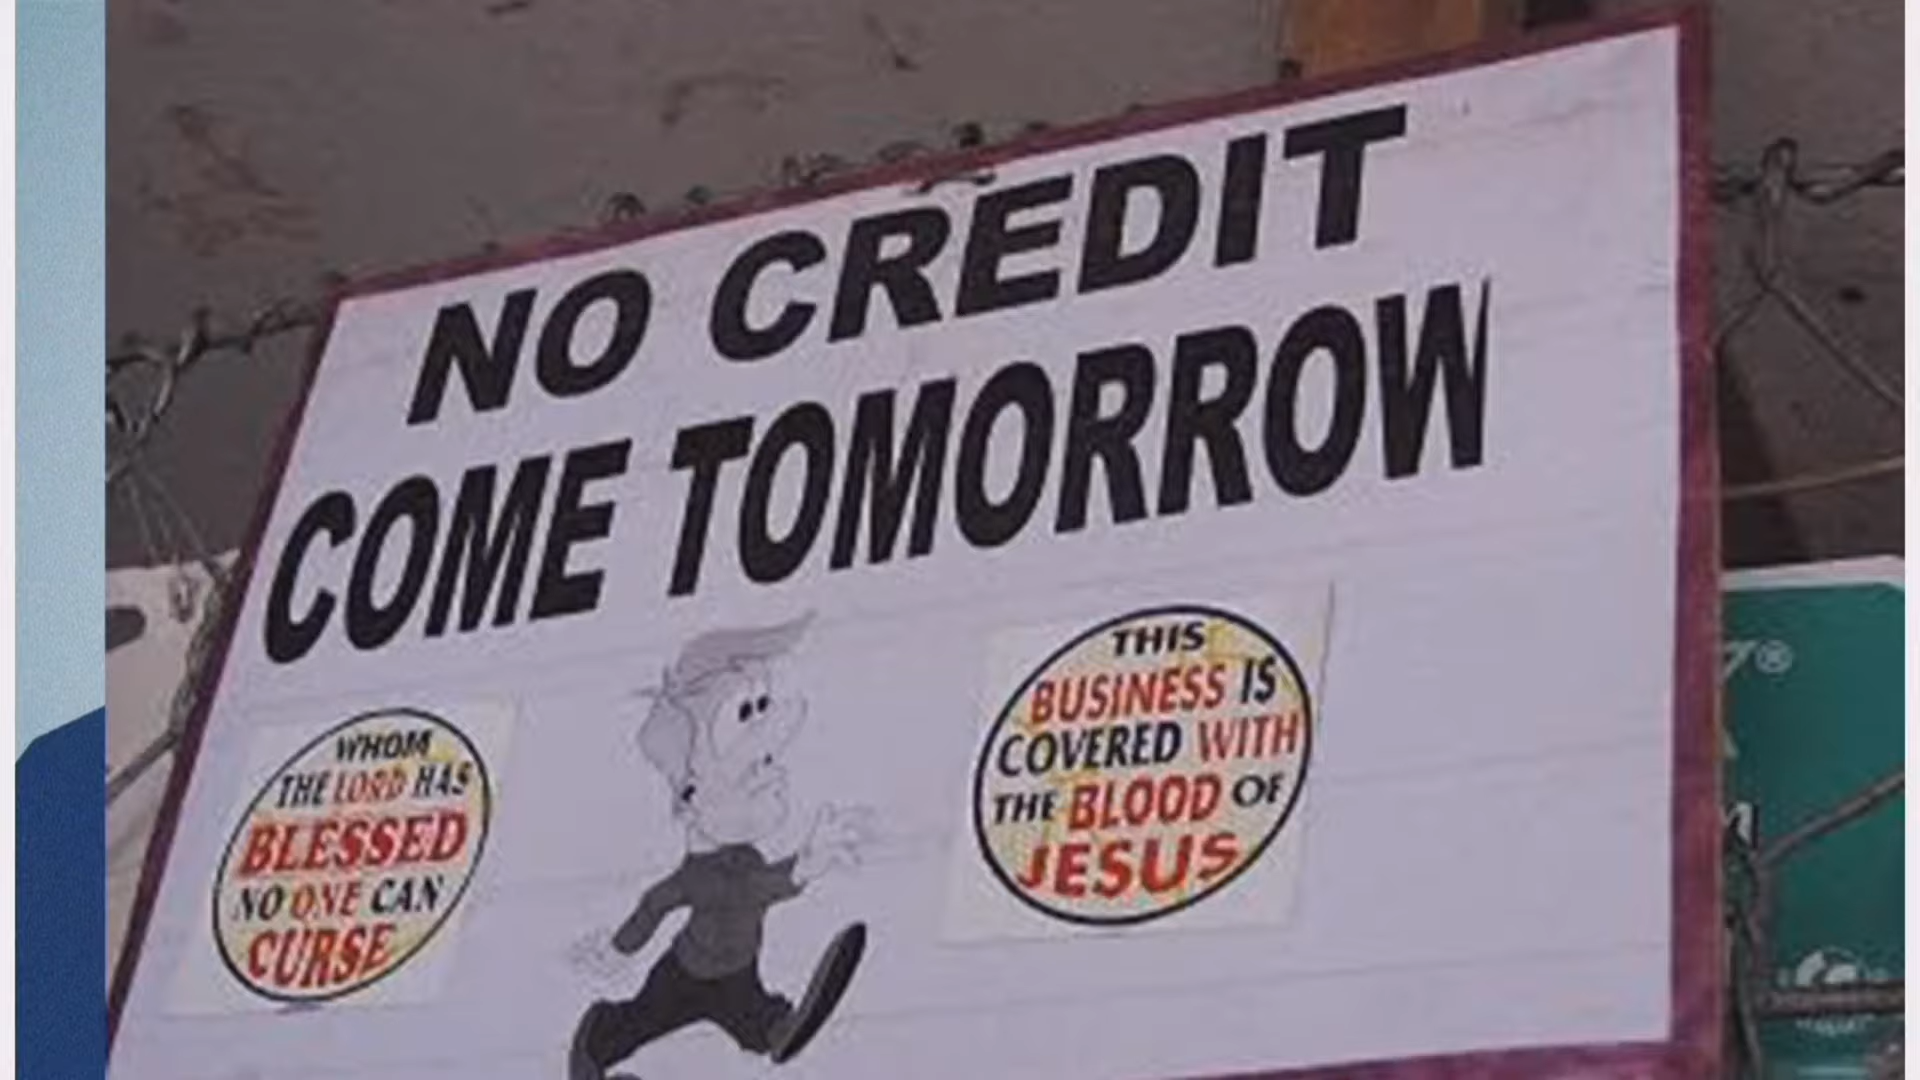 NO CREDIT
COME TOMORROW
WHOM
THE LORD HAS
BLESSED
NO ONE CAN
CURSE
THIS
BUSINESS IS
COVERED WITH
THE BLOOD OF
JESUS